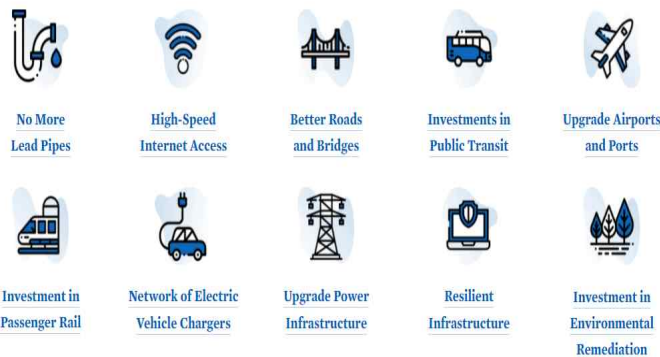 No More
Lead Pipes
High-Speed
Internet Access
Better Roads
and Bridges
Investments in
Public Transit
Upgrade Airports
and Ports
Investment in
Passenger Rail
Network of Electric
Vehicle Chargers
Upgrade Power
Infrastructure
Resilient
Infrastructure
Investment in
Environmental
Remediation